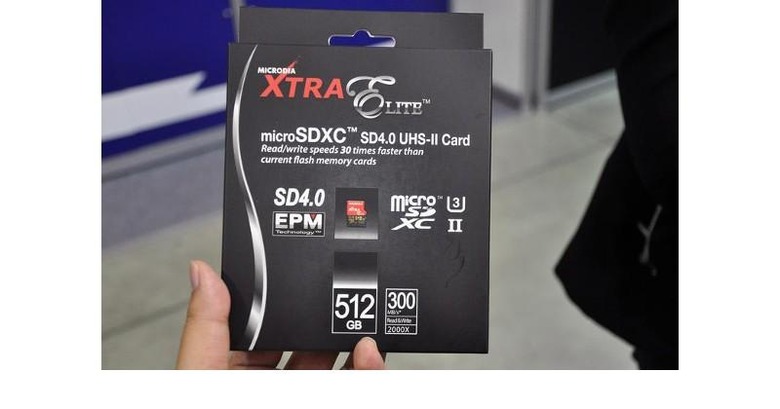 MICRODIA
XTRA ELITE™
microSDXC™ SD4.0 UHS-II Card
Read/write speeds 30 times faster than
current flash memory cards
SD4.0
EPM
Technology™
micro SD XC™ 3 II
512
GB
300
MB/s*
Read&Write
2000X